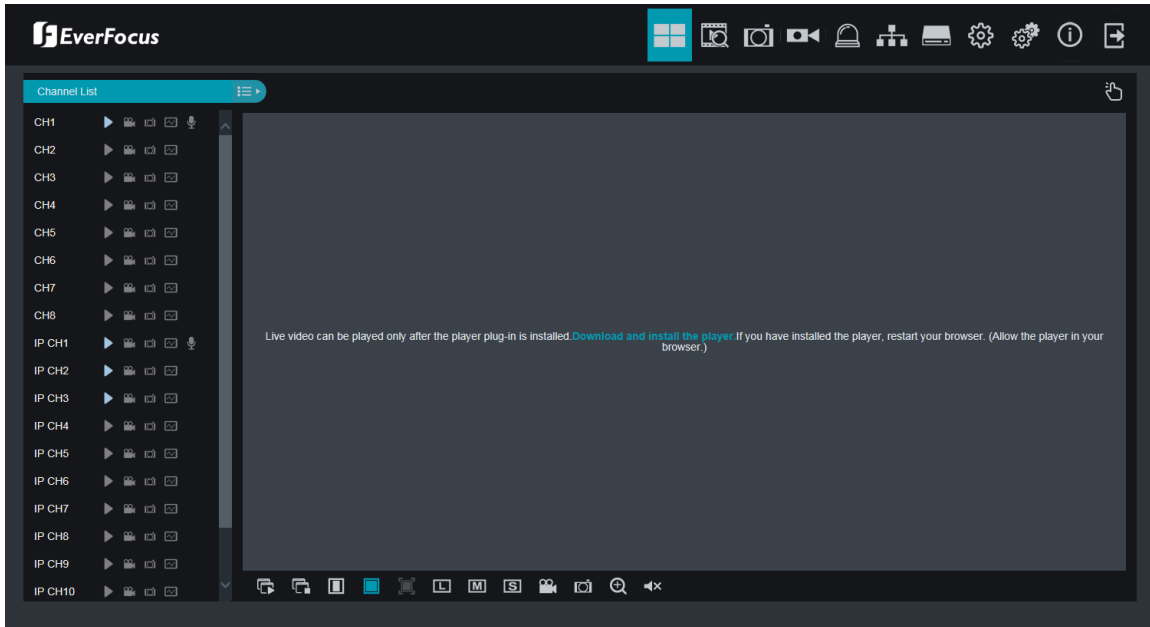 EverFocus
Channel List
CH1
CH2
CH3
CH4
CH5
CH6
CH7
CH8
IP CH1
IP CH2
IP CH3
IP CH4
IP CH5
IP CH6
IP CH7
IP CH8
IP CH9
IP CH10
Live video can be played only after the player plug-in is installed.Download and install the player.If you have installed the player, restart your browser. (Allow the player in your
browser.)
L M S